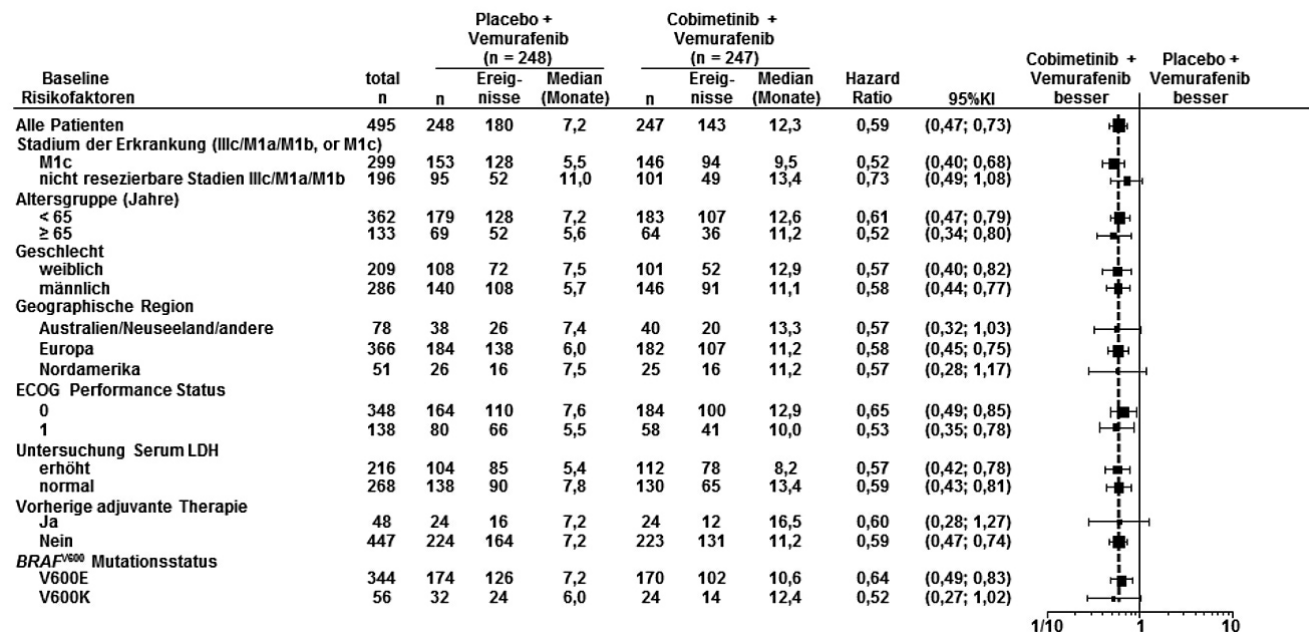 Placebo + Cobimetinib +
Vemurafenib Vemurafenib
(n = 248) (n = 247) Cobimetinib + Placebo +
Baseline total Ereig- Median Ereig- Median Hazard Vemurafenib Vemurafenib
Risikofaktoren n n nisse (Monate) n nisse (Monate) Ratio 95%KI besser besser
Alle Patienten 495 248 180 7,2 247 143 12,3 0,59 (0,47; 0,73)
Stadium der Erkrankung (IIIc/M1a/M1b, or M1c)
M1c 299 153 128 5,5 146 94 9,5 0,52 (0,40; 0,68)
nicht resezierbare Stadien IIIc/M1a/M1b 196 95 52 11,0 101 49 13,4 0,73 (0,49; 1,08)
Altersgruppe (Jahre)
< 65 362 179 128 7,2 183 107 12,6 0,61 (0,47; 0,79)
≥ 65 133 69 52 5,6 64 36 11,2 0,52 (0,34; 0,80)
Geschlecht
weiblich 209 108 72 7,5 101 52 12,9 0,57 (0,40; 0,82)
männlich 286 140 108 5,7 146 91 11,1 0,58 (0,44; 0,77)
Geographische Region
Australien/Neuseeland/andere 78 38 26 7,4 40 20 13,3 0,57 (0,32; 1,03)
Europa 366 184 138 6,0 182 107 11,2 0,58 (0,45; 0,75)
Nordamerika 51 26 16 7,5 25 16 11,2 0,57 (0,28; 1,17)
ECOG Performance Status
0 348 164 110 7,6 184 100 12,9 0,65 (0,49; 0,85)
1 138 80 66 5,5 58 41 10,0 0,53 (0,35; 0,78)
Untersuchung Serum LDH
erhöht 216 104 85 5,4 112 78 8,2 0,57 (0,42; 0,78)
normal 268 138 90 7,8 130 65 13,4 0,59 (0,43; 0,81)
Vorherige adjuvante Therapie
Ja 48 24 16 7,2 24 12 16,5 0,60 (0,28; 1,27)
Nein 447 224 164 7,2 223 131 11,2 0,59 (0,47; 0,74)
BRAFV600 Mutationsstatus
V600E 344 174 126 7,2 170 102 10,6 0,64 (0,49; 0,83)
V600K 56 32 24 6,0 24 14 12,4 0,52 (0,27; 1,02)
1/10 1 10